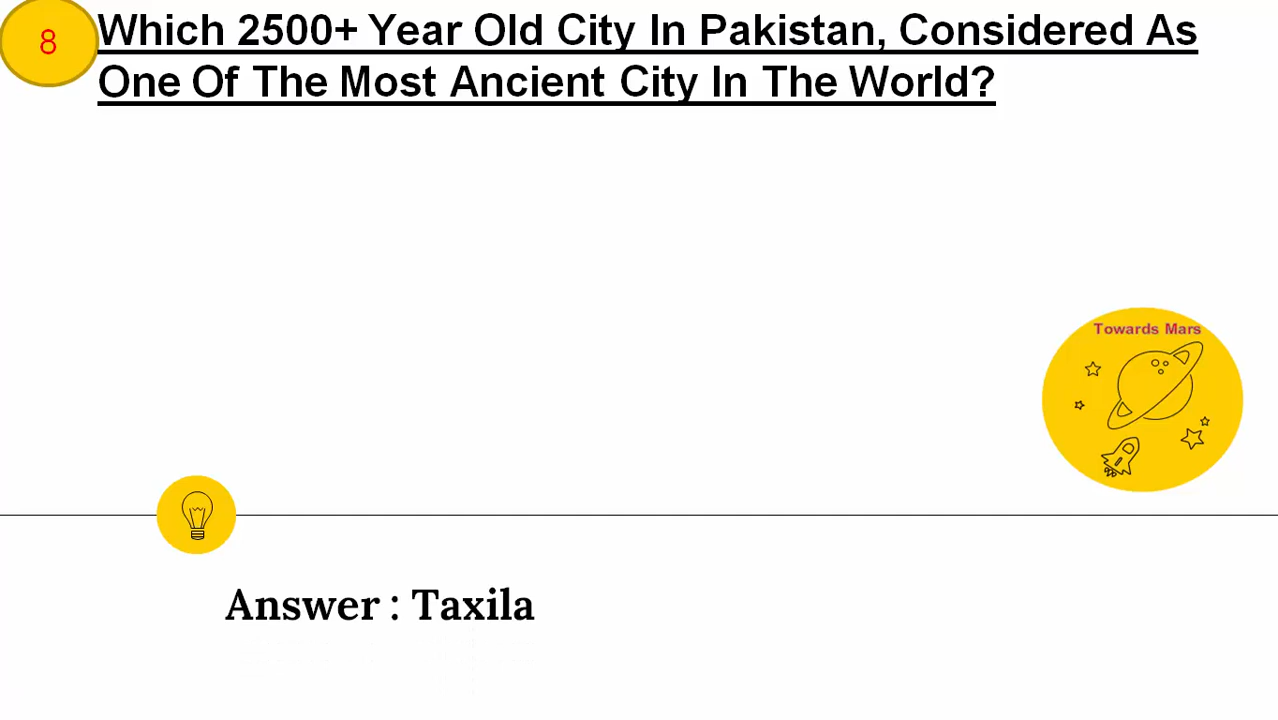 8
Which 2500+ Year Old City In Pakistan, Considered As
One Of The Most Ancient City In The World?
Towards Mars
Answer : Taxila